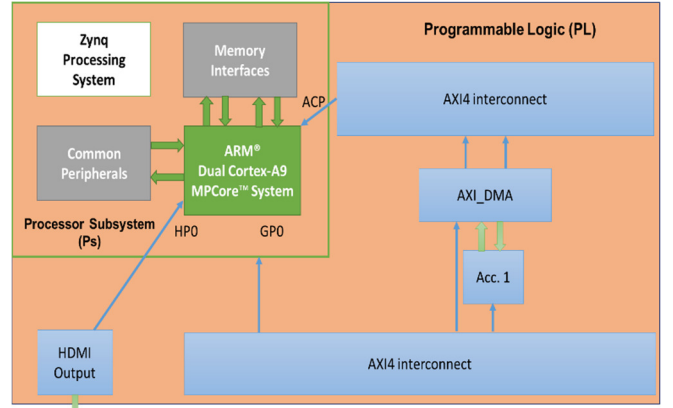 Zynq
Processing
System
Memory
Interfaces
Programmable Logic (PL)
ACP
AXI4 interconnect
Common
Peripherals
ARM®
Dual Cortex-A9
MPCore™ System
AXI_DMA
Processor Subsystem
(Ps)
HP0
GP0
Acc. 1
HDMI
Output
AXI4 interconnect